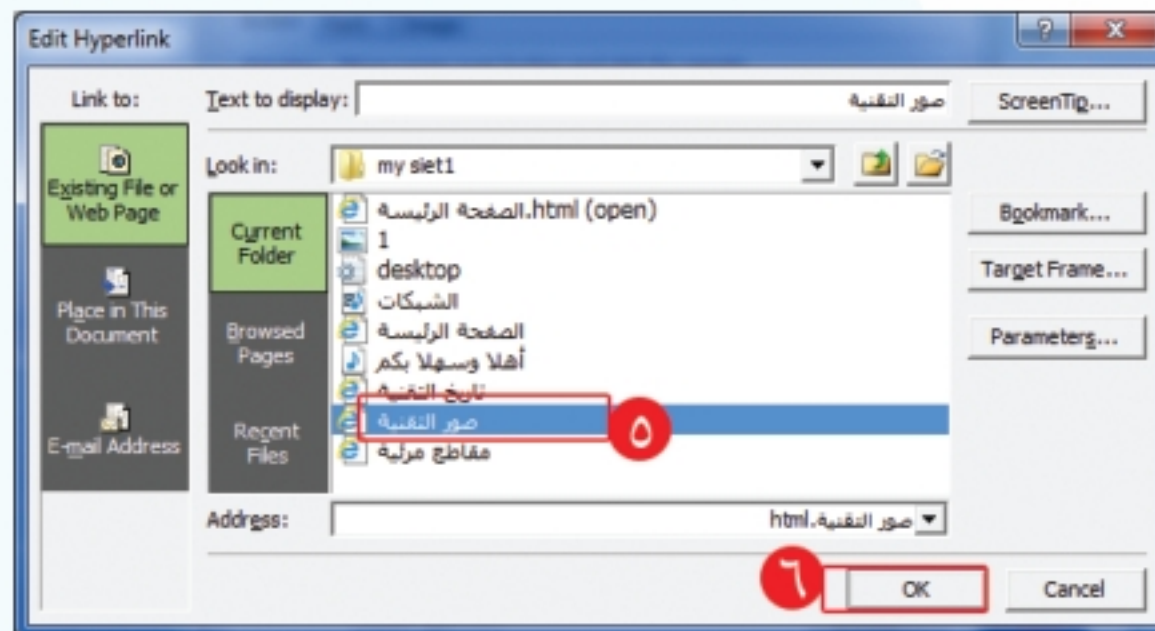 Edit Hyperlink
Link to:
Text to display:
صور التقنية
ScreenTip...
Existing File or
Web Page
Look in:
my siet1
Current
Folder
الصفحة الرئيسة.html (open)
1
desktop
الشبكات
الصفحة الرئيسة
أهلا وسهلا بكم
تاريخ التقنية
صور التقنية
مقاطع مرئية
٥
Bookmark...
Target Frame...
Parameters...
Place in This
Document
Browsed
Pages
E-mail Address
Recent
Files
Address:
صور التقنية.html
٦
OK
Cancel